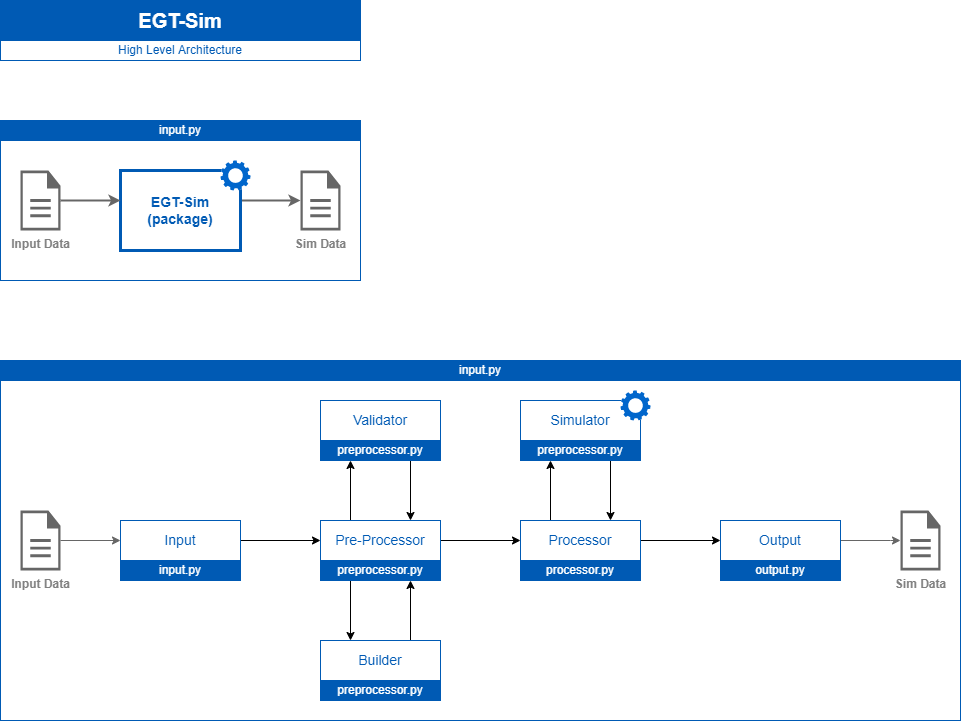 EGT-Sim
High Level Architecture
input.py
EGT-Sim
(package)
Input Data
Sim Data
input.py
Validator
preprocessor.py
Simulator
preprocessor.py
Input Data
Input
input.py
Pre-Processor
preprocessor.py
Processor
processor.py
Output
output.py
Sim Data
Builder
preprocessor.py